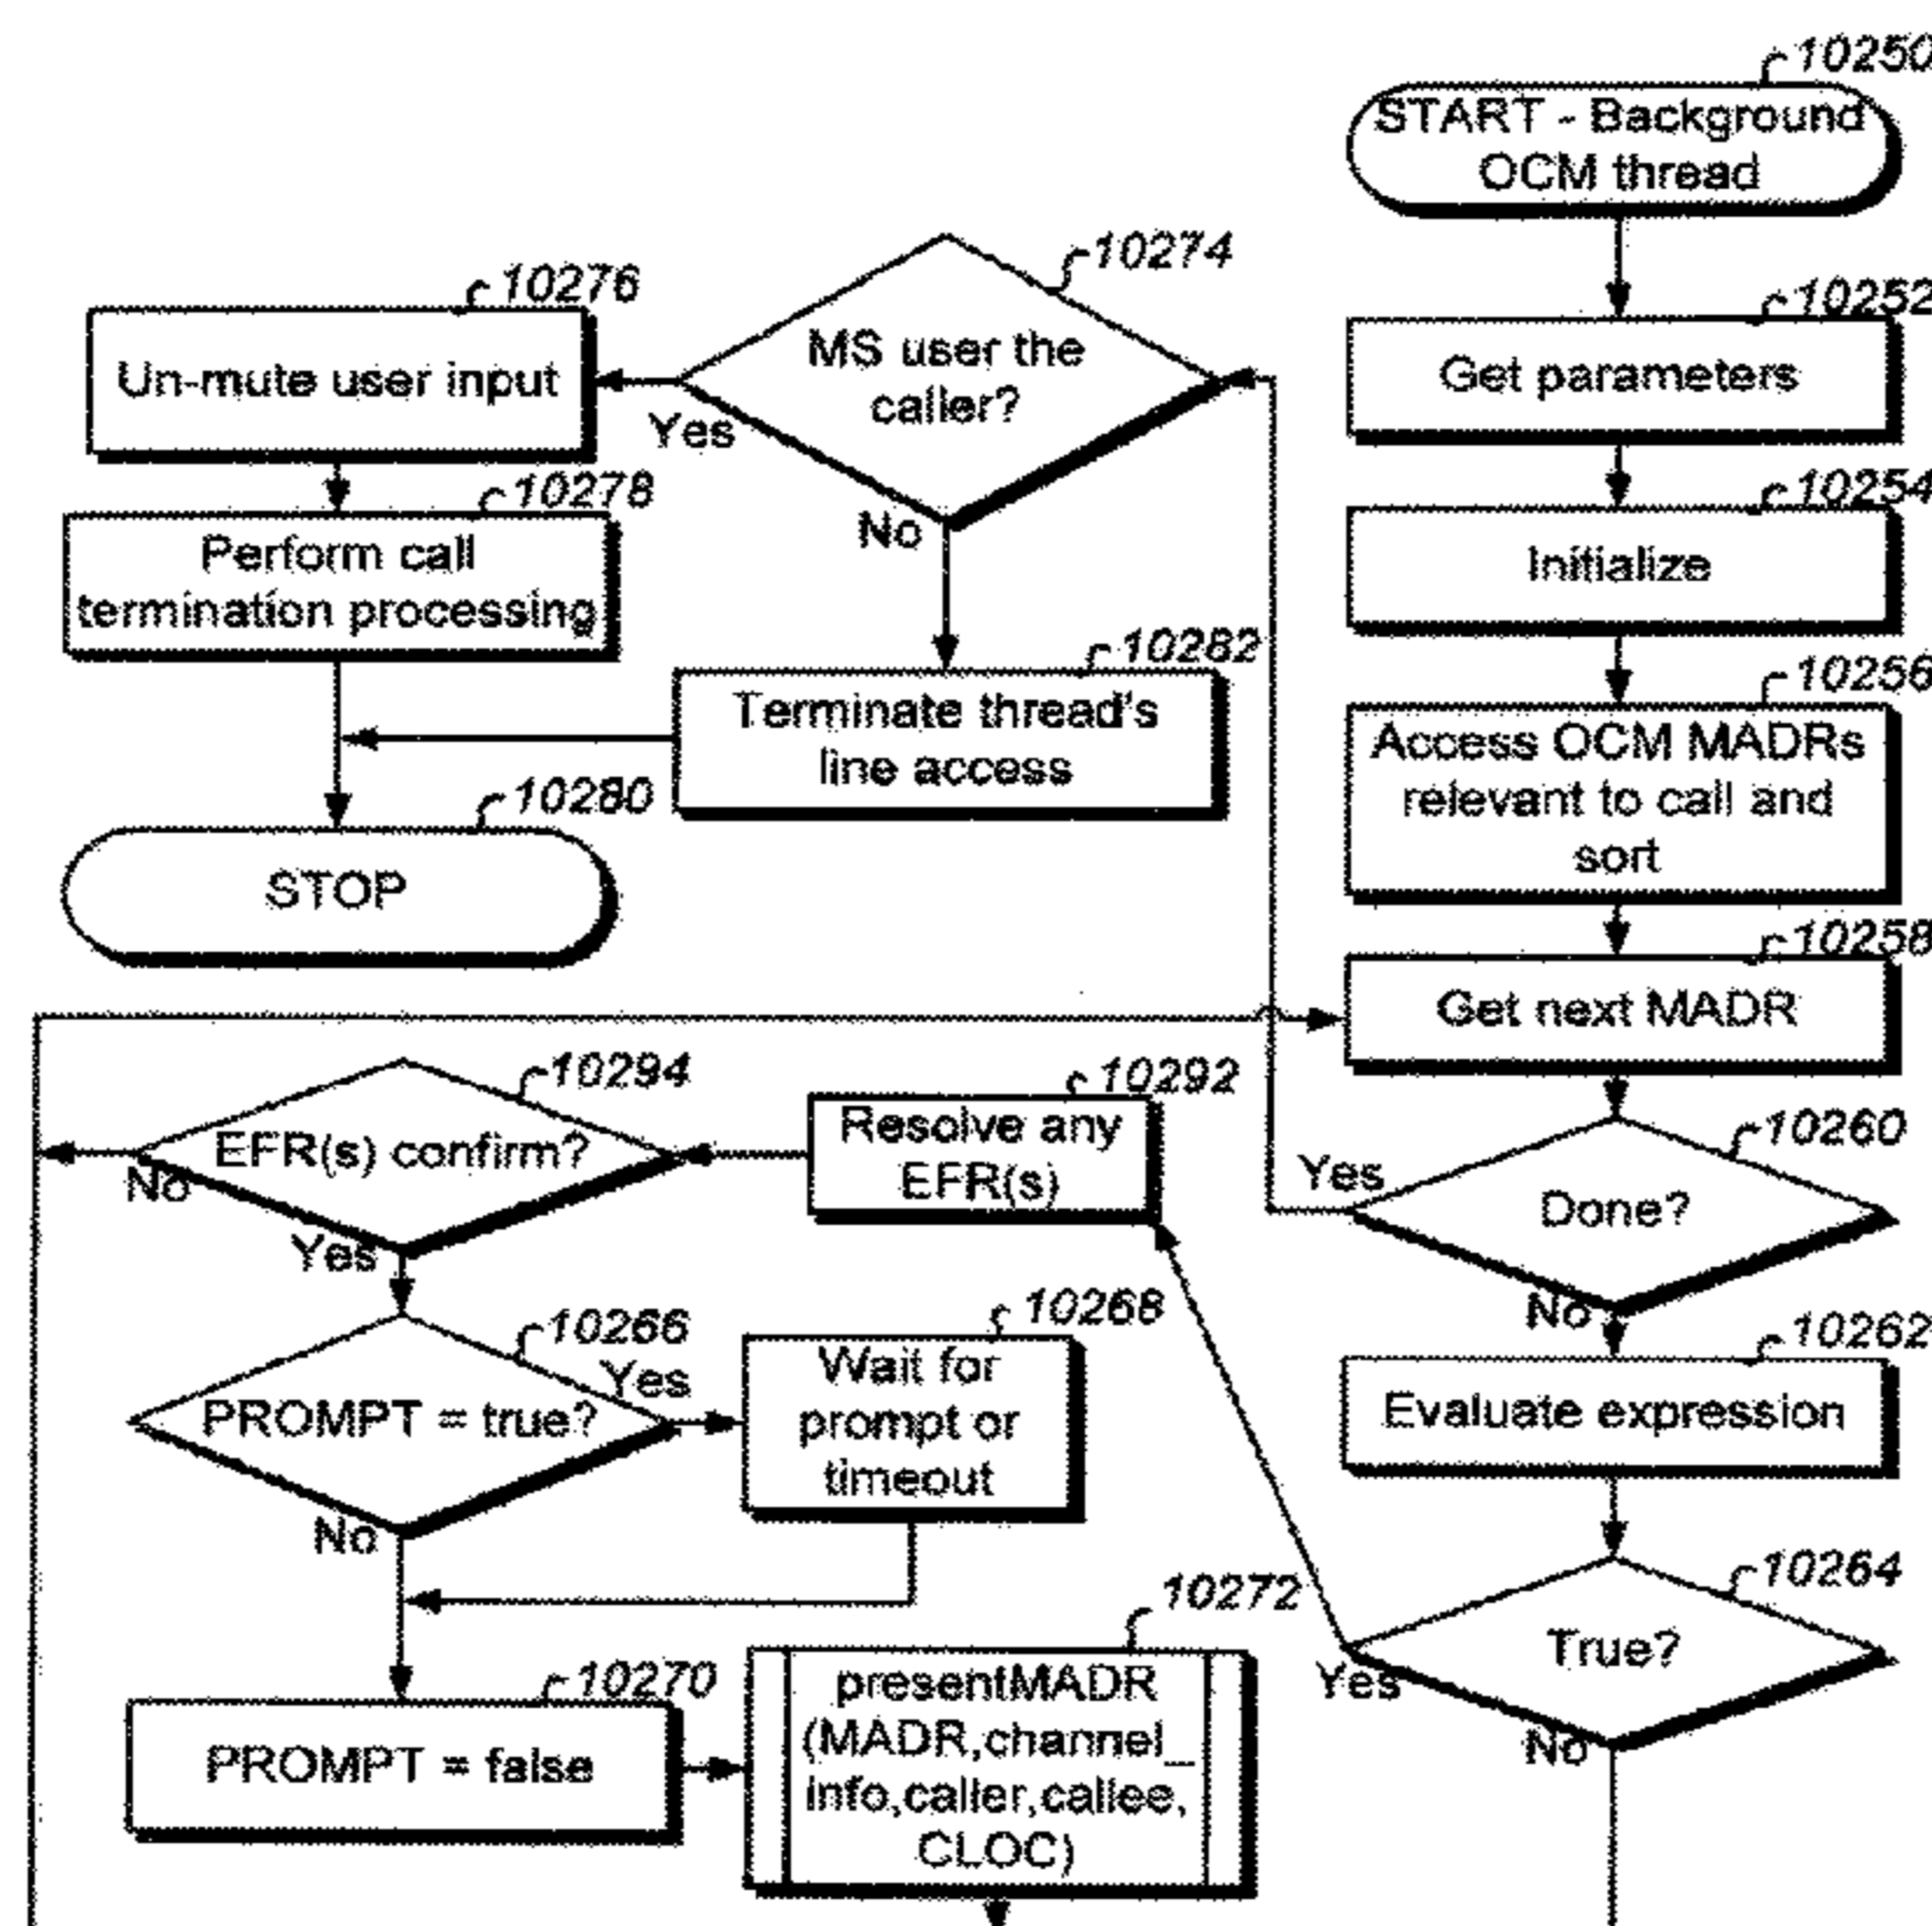 10250
START - Background
OCM thread
10252
Get parameters
10254
Initialize
10256
Access OCM MADRs
relevant to call and
sort
10258
Get next MADR
10260
Done?
Yes
No
10262
Evaluate expression
10264
True?
Yes
No
10274
MS user the
caller?
Yes
No
10276
Un-mute user input
10278
Perform call
termination processing
10282
Terminate thread's
line access
10280
STOP
10292
Resolve any
EFR(s)
10294
EFR(s) confirm?
No
Yes
10266
PROMPT = true?
Yes
No
10268
Wait for
prompt or
timeout
10270
PROMPT = false
10272
presentMADR
(MADR,channel_
info,caller,callee,
CLOC)